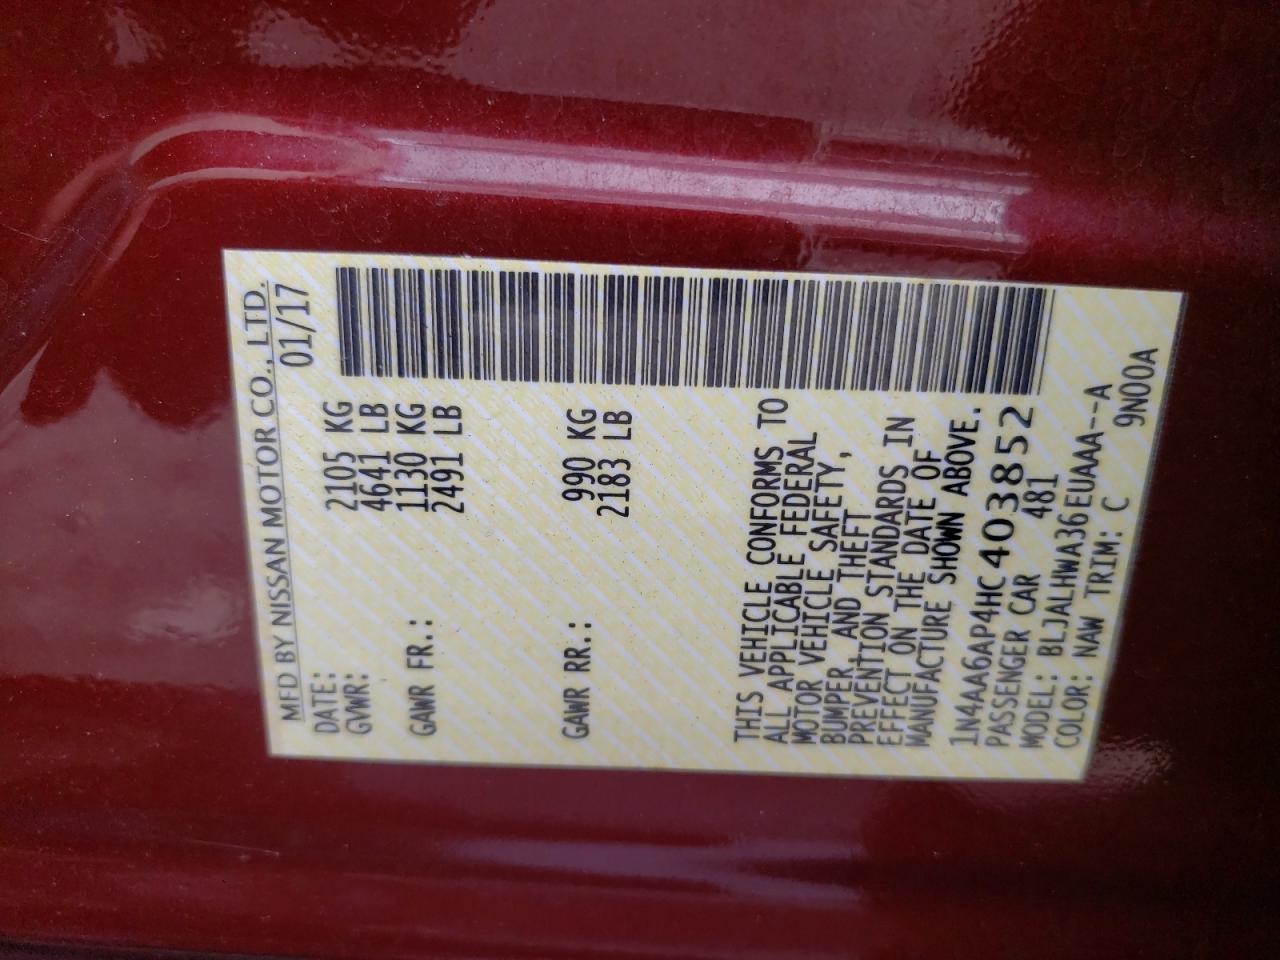 MFD BY NISSAN MOTOR CO., LTD.
DATE: 01/17
GVWR: 2105 KG
4641 LB
GAWR FR.: 1130 KG
2491 LB
GAWR RR.: 990 KG
2183 LB
THIS VEHICLE CONFORMS TO
ALL APPLICABLE FEDERAL
MOTOR VEHICLE SAFETY,
BUMPER, AND THEFT
PREVENTION STANDARDS IN
EFFECT ON THE DATE OF
MANUFACTURE SHOWN ABOVE.
1N4AA6AP4HC403852
PASSENGER CAR 481
MODEL: BLJALHWA36EUAAA--A
COLOR: NAW TRIM: C 9N00A